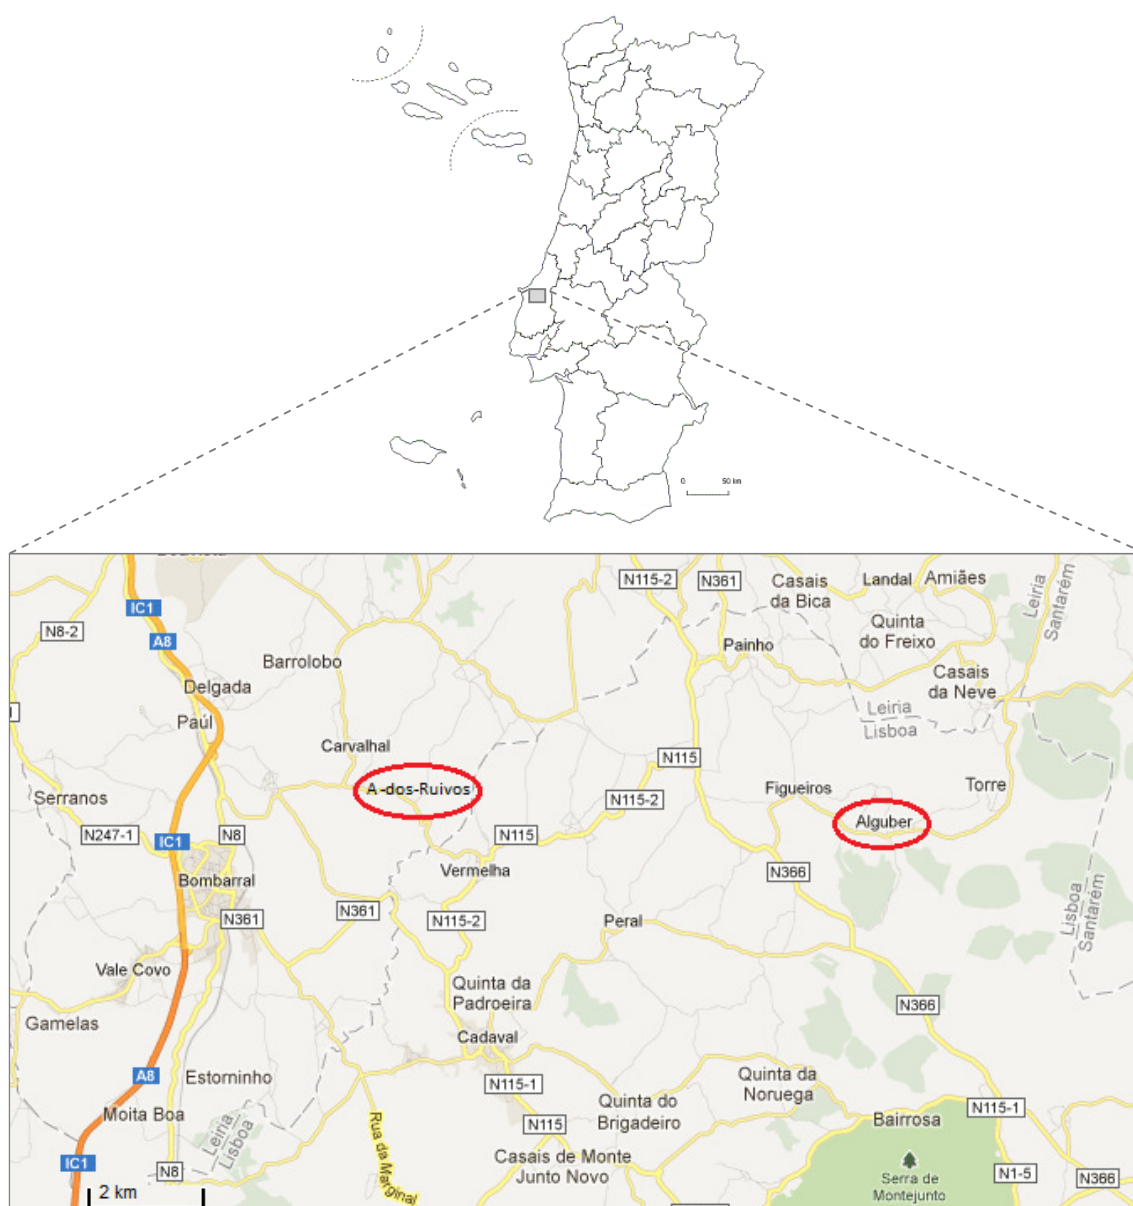 0 50 km
N115-2
N361
Casais
da Bica
Landal
Amiães
Leiria
Santarém
IC1
A8
N8-2
Quinta
do Freixo
Painho
Barrolobo
Delgada
Casais
da Neve
Paúl
Leiria
Lisboa
Carvalhal
N115
A-dos-Ruivos
Figueiros
Torre
Serranos
N115-2
Alguber
N247-1
N8
IC1
N115
Vermelha
N366
Bombarral
N361
N361
N115-2
Peral
Lisboa
Santarém
Vale Covo
Quinta da
Padroeira
N366
Gamelas
Cadaval
A8
Estorninho
N115-1
Quinta da
Noruega
Moita Boa
Quinta do
Brigadeiro
N115-1
Bairrosa
N115
Leiria
Lisboa
Rua da Marginal
IC1
N8
Casais de Monte
Junto Novo
Serra de
Montejunto
N1-5
N366
2 km